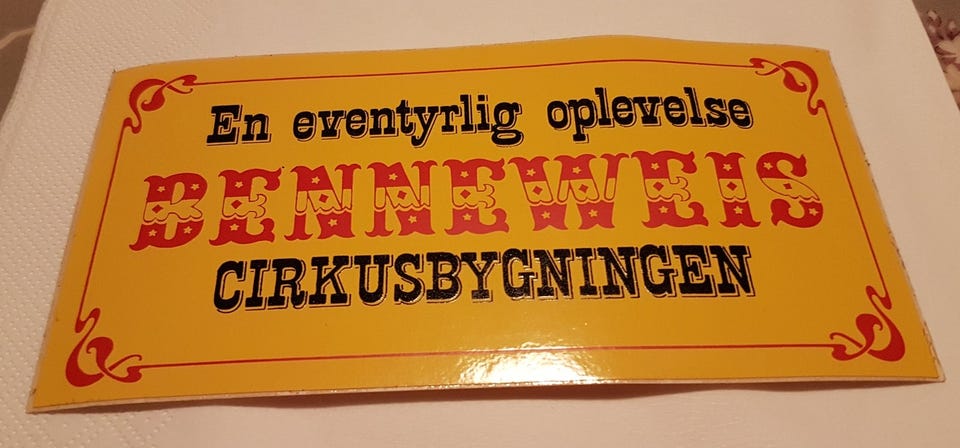 En eventyrlig oplevelse
BENNEWEIS
CIRKUSBYGNINGEN